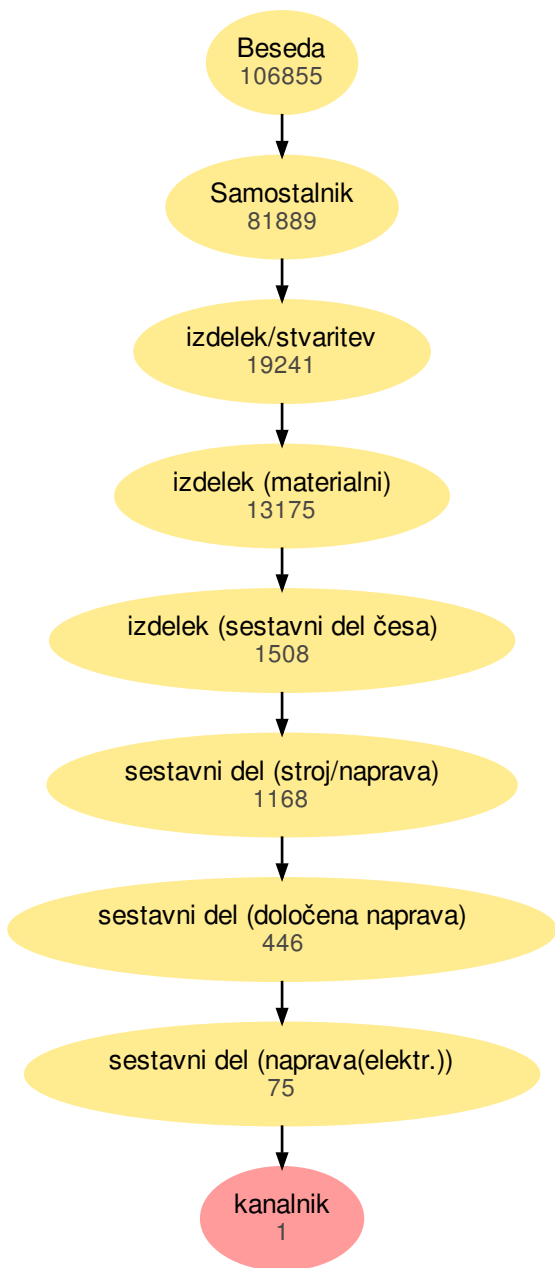 Beseda
106855
Samostalnik
81889
izdelek/stvaritev
19241
izdelek (materialni)
13175
izdelek (sestavni del česa)
1508
sestavni del (stroj/naprava)
1168
sestavni del (določena naprava)
446
sestavni del (naprava(elektr.))
75
kanalnik
1